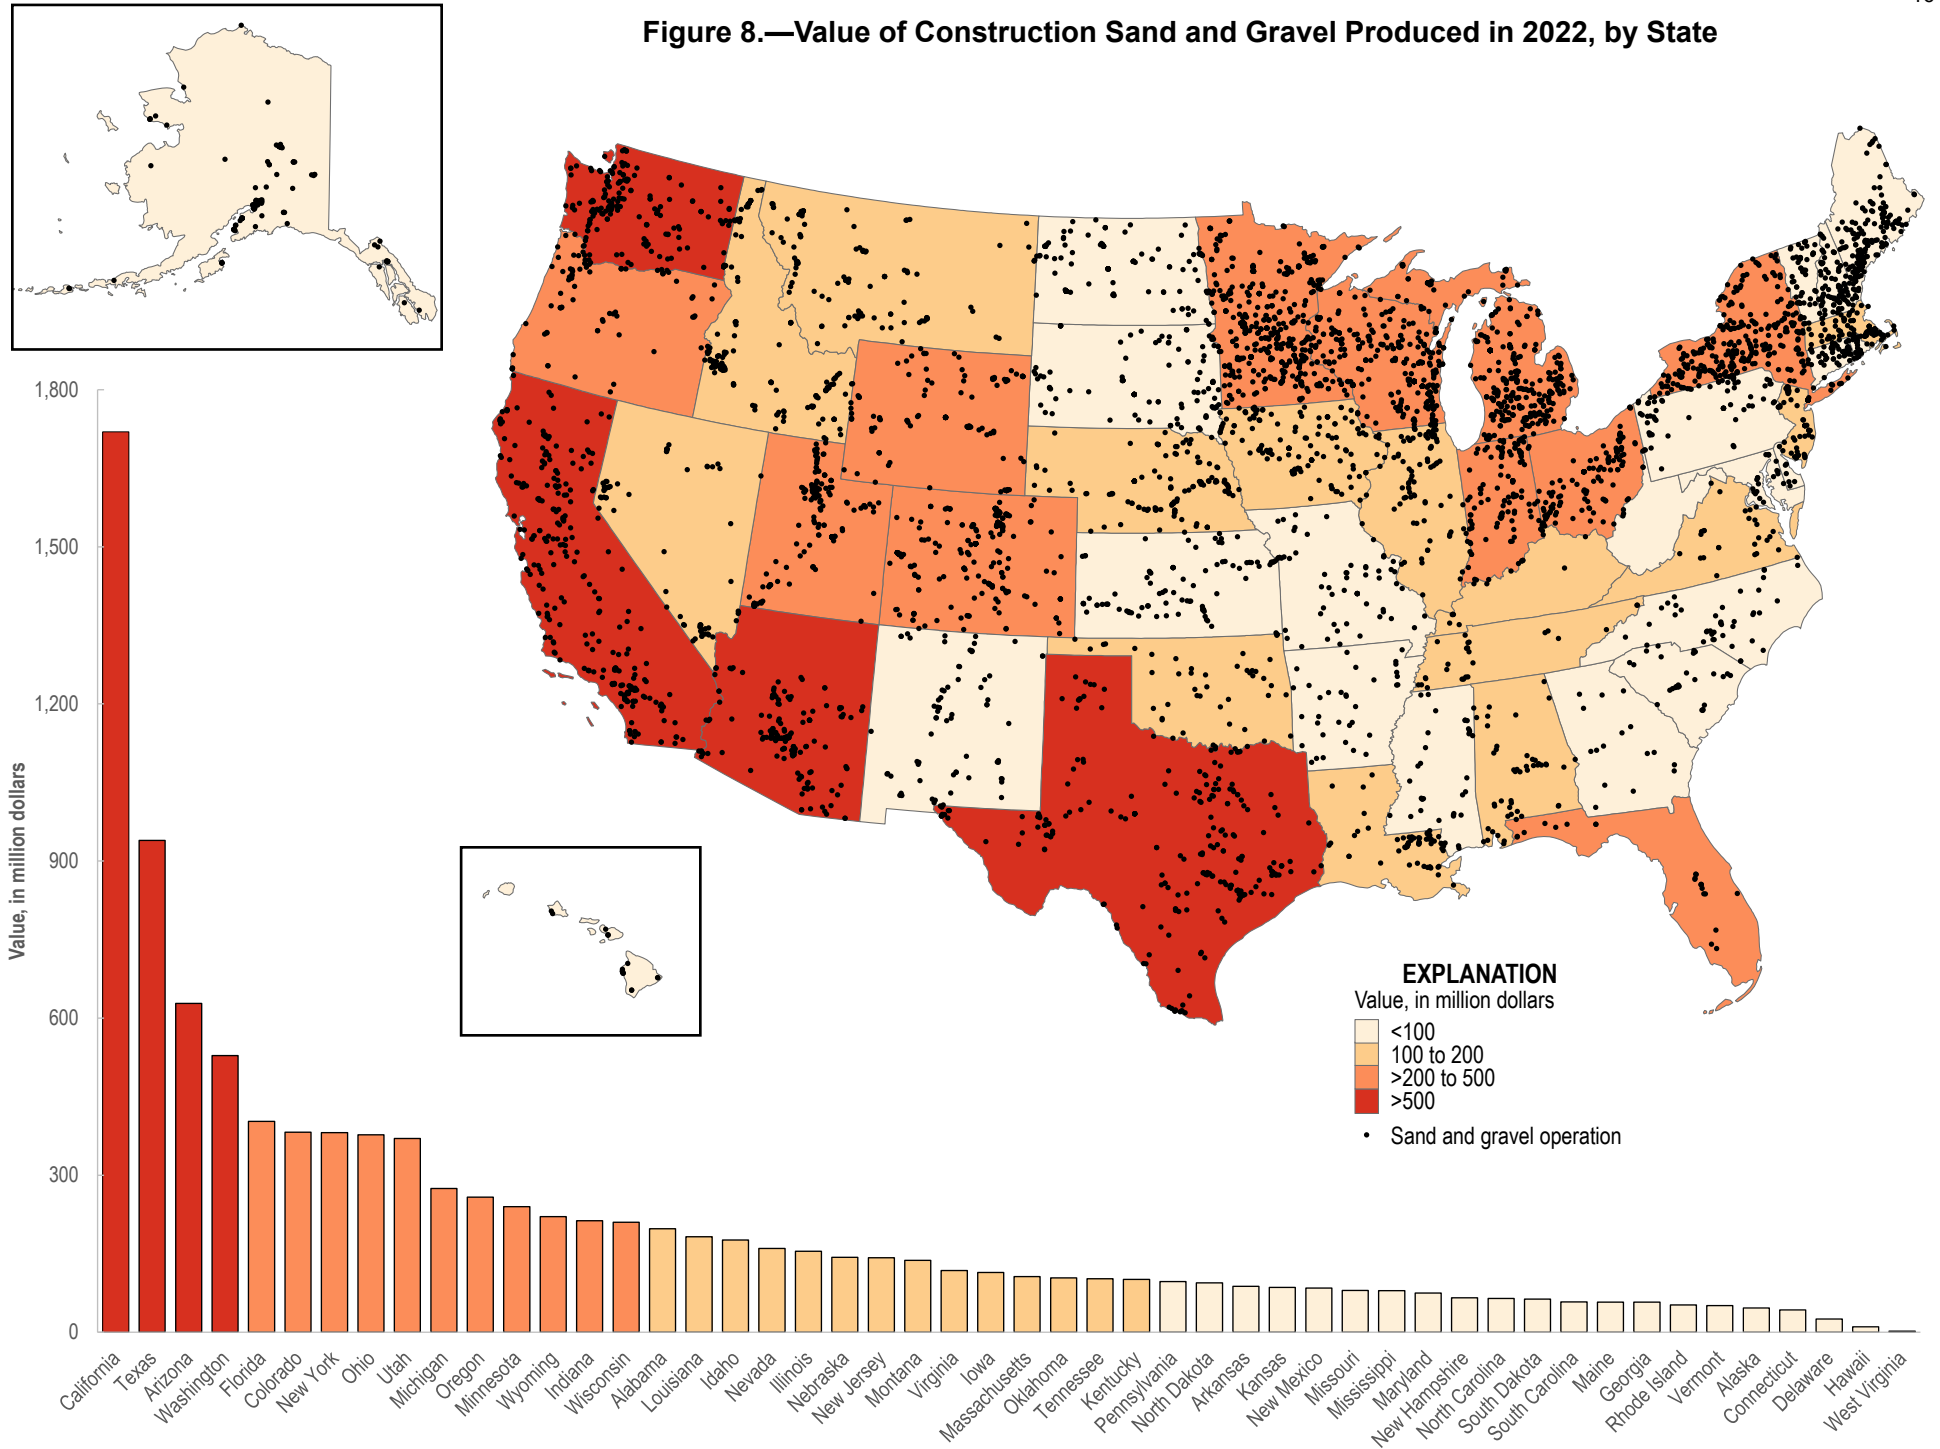 Figure 8.—Value of Construction Sand and Gravel Produced in 2022, by State
Value, in million dollars
1,800
1,500
1,200
900
600
300
0
EXPLANATION
Value, in million dollars
<100
100 to 200
>200 to 500
>500
Sand and gravel operation
California
Texas
Arizona
Washington
Florida
Colorado
New York
Ohio
Utah
Michigan
Oregon
Minnesota
Wyoming
Indiana
Wisconsin
Alabama
Louisiana
Idaho
Nevada
Illinois
Nebraska
New Jersey
Montana
Virginia
Iowa
Massachusetts
Oklahoma
Tennessee
Kentucky
Pennsylvania
North Dakota
Arkansas
Kansas
New Mexico
Missouri
Mississippi
Maryland
New Hampshire
North Carolina
South Dakota
South Carolina
Maine
Georgia
Rhode Island
Vermont
Alaska
Connecticut
Delaware
Hawaii
West Virginia